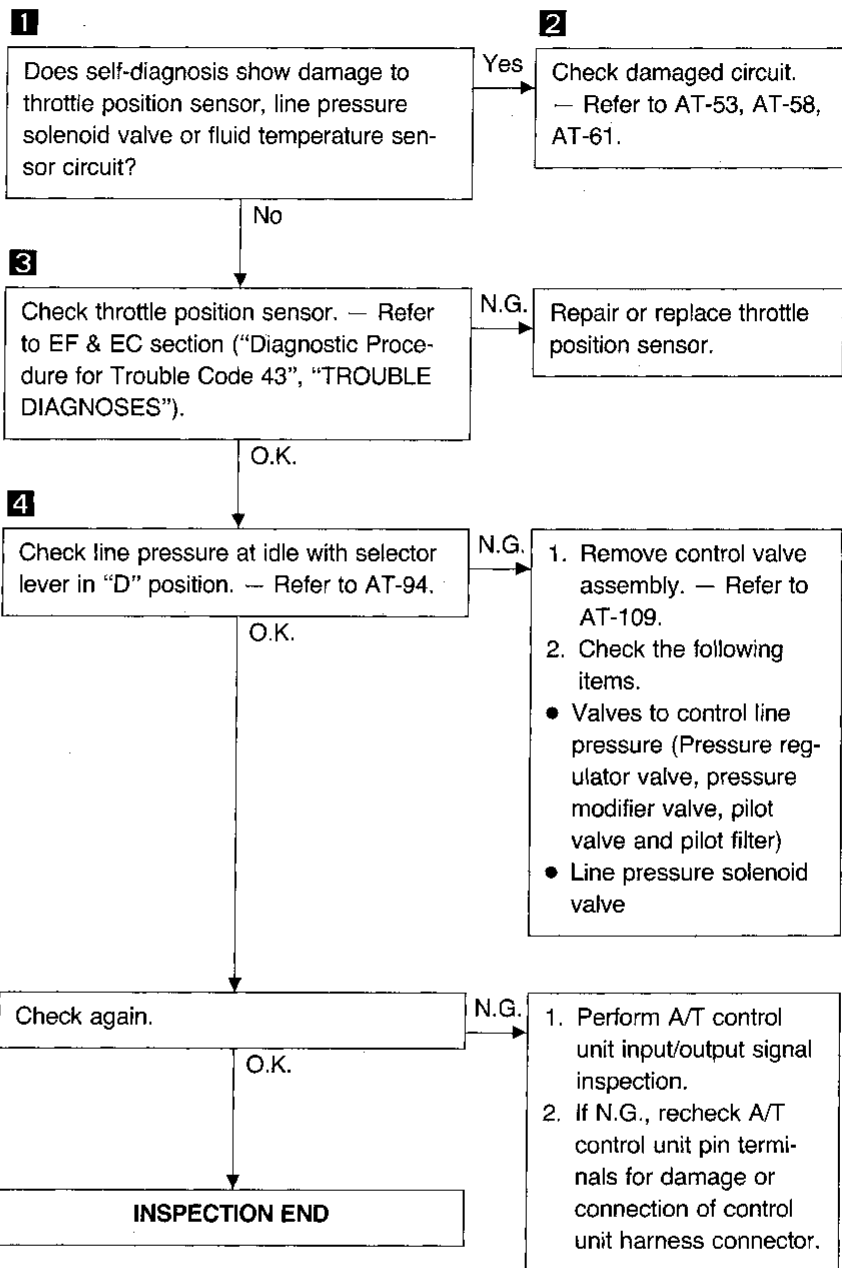 1
Does self-diagnosis show damage to
throttle position sensor, line pressure
solenoid valve or fluid temperature sen-
sor circuit?
Yes
2
Check damaged circuit.
— Refer to AT-53, AT-58,
AT-61.
No
3
Check throttle position sensor. — Refer
to EF & EC section (“Diagnostic Proce-
dure for Trouble Code 43”, “TROUBLE
DIAGNOSES”).
N.G.
Repair or replace throttle
position sensor.
O.K.
4
Check line pressure at idle with selector
lever in “D” position. — Refer to AT-94.
N.G.
1. Remove control valve
assembly. — Refer to
AT-109.
2. Check the following
items.
● Valves to control line
pressure (Pressure reg-
ulator valve, pressure
modifier valve, pilot
valve and pilot filter)
● Line pressure solenoid
valve
O.K.
Check again.
N.G.
1. Perform A/T control
unit input/output signal
inspection.
2. If N.G., recheck A/T
control unit pin termi-
nals for damage or
connection of control
unit harness connector.
O.K.
INSPECTION END